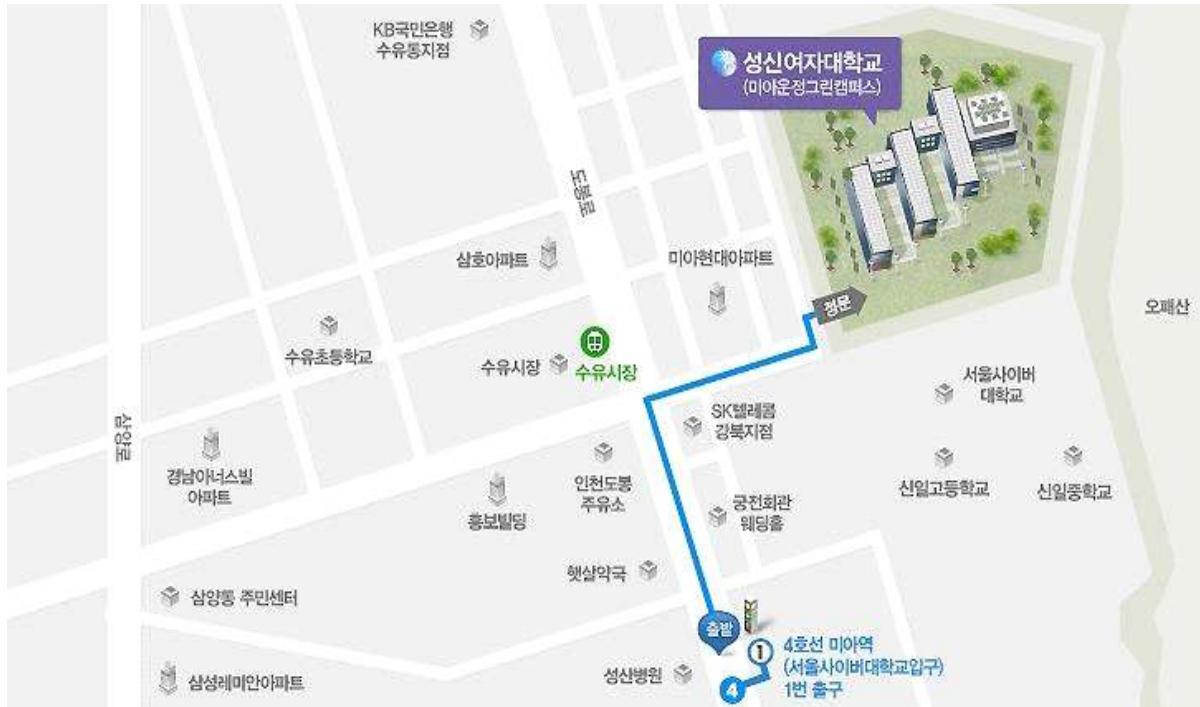 KB국민은행
수유동지점
성신여자대학교
(미아운정그린캠퍼스)
도봉로
삼호아파트
미아현대아파트
정문
오패산
수유초등학교
수유시장
수유시장
서울사이버
대학교
SK텔레콤
강북지점
삼양로
경남아너스빌
아파트
인천도봉
주유소
홍보빌딩
신일고등학교
신일중학교
궁전회관
웨딩홀
햇살약국
삼양동 주민센터
출발
1
4호선 미아역
(서울사이버대학교입구)
1번 출구
성산병원
4
삼성레미안아파트